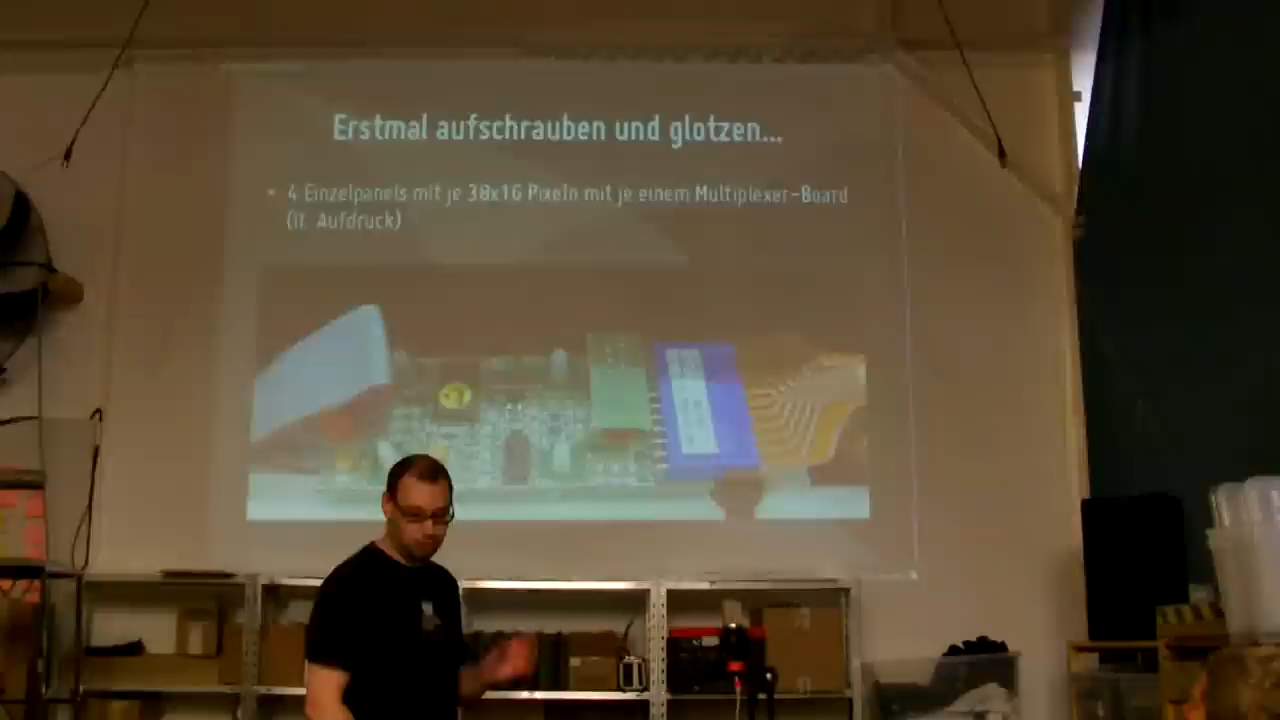 Erstmal aufschrauben und glotzen...
• 4 Einzelpanels mit je 38x16 Pixeln mit je einem Multiplexer-Board
(lt. Aufdruck)